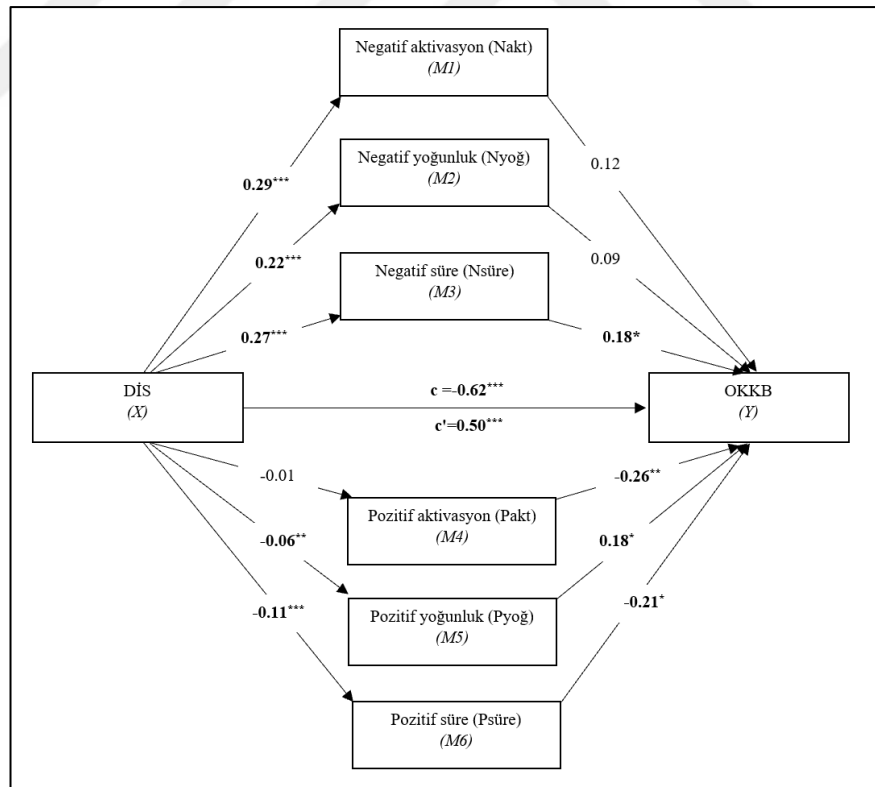 Negatif aktivasyon (Nakt)
(M1)
Negatif yoğunluk (Nyoğ)
(M2)
0.12
0.29***
0.22***
0.09
Negatif süre (Nsüre)
(M3)
0.27***
0.18*
DİS
(X)
c =-0.62***
c'=0.50***
OKKB
(Y)
-0.01
-0.26**
Pozitif aktivasyon (Pakt)
(M4)
-0.06**
0.18*
-0.11***
Pozitif yoğunluk (Pyoğ)
(M5)
-0.21*
Pozitif süre (Psüre)
(M6)